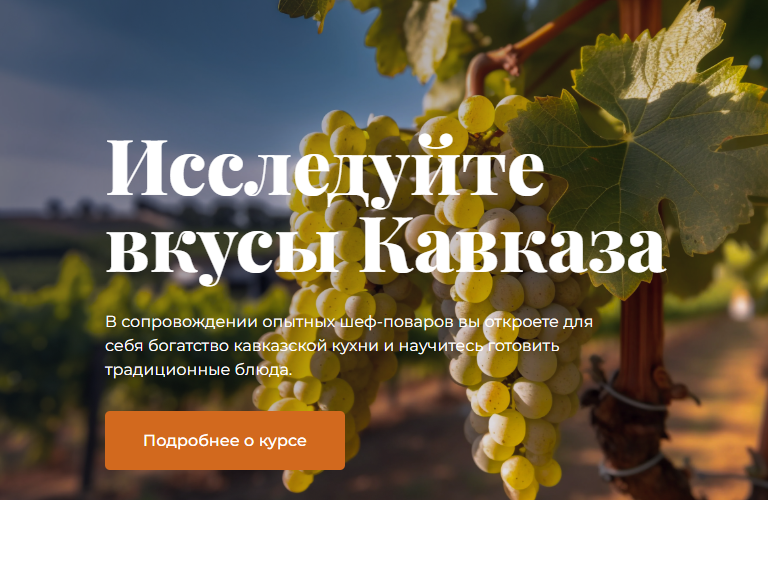 Исследуйте
вкусы Кавказа
В сопровождении опытных шеф-поваров вы откроете для
себя богатство кавказской кухни и научитесь готовить
традиционные блюда.
Подробнее о курсе